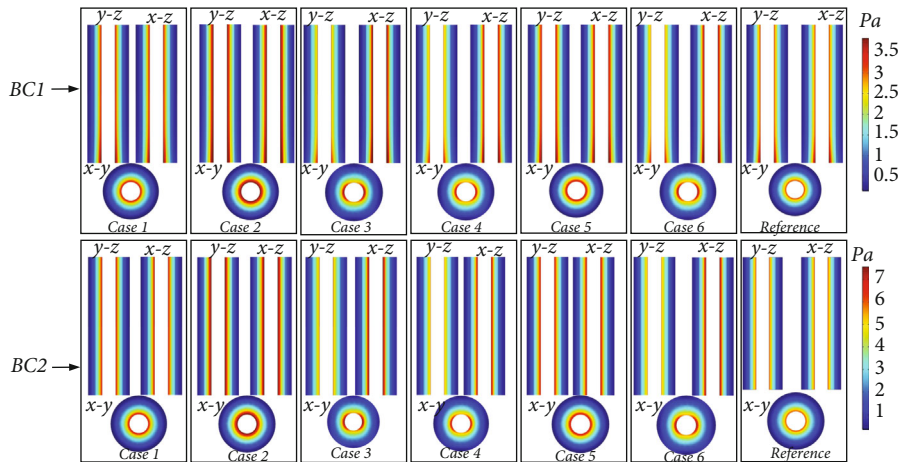 y-z x-z y-z x-z y-z x-z y-z x-z y-z x-z y-z x-z y-z x-z Pa
BC1
3.5
3
2.5
2
1.5
1
0.5
x-y x-y x-y x-y x-y x-y x-y
Case 1 Case 2 Case 3 Case 4 Case 5 Case 6 Reference
y-z x-z y-z x-z y-z x-z y-z x-z y-z x-z y-z x-z y-z x-z Pa
BC2
7
6
5
4
3
2
1
x-y x-y x-y x-y x-y x-y x-y
Case 1 Case 2 Case 3 Case 4 Case 5 Case 6 Reference